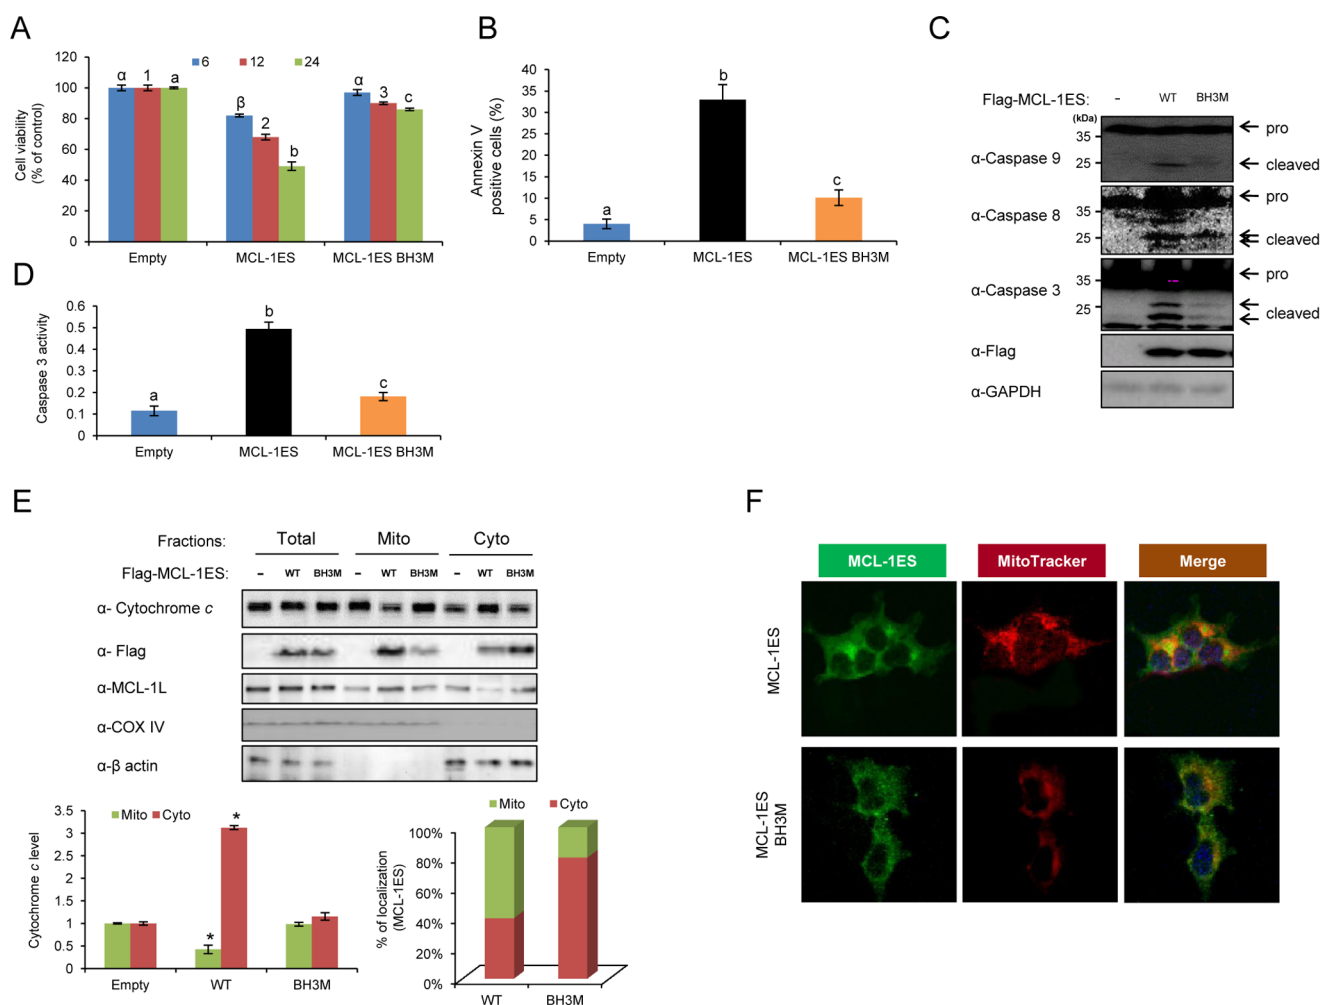 A
120
100
80
60
40
20
0
Cell viability
(% of control)
6 12 24
α 1 a
β 2 b
α 3 c
Empty MCL-1ES MCL-1ES BH3M
B
40
35
30
25
20
15
10
5
0
Annexin V
positive cells (%)
a b c
Empty MCL-1ES MCL-1ES BH3M
C
Flag-MCL-1ES: - WT BH3M
(kDa)
35
25
α-Caspase 9
pro
cleaved
35
25
α-Caspase 8
pro
cleaved
35
25
α-Caspase 3
pro
cleaved
α-Flag
α-GAPDH
D
0.6
0.5
0.4
0.3
0.2
0.1
0
Caspase 3 activity
a b c
Empty MCL-1ES MCL-1ES BH3M
E
Fractions: Total Mito Cyto
Flag-MCL-1ES: - WT BH3M - WT BH3M - WT BH3M
α- Cytochrome c
α- Flag
α-MCL-1L
α-COX IV
α-β actin
3.5
3
2.5
2
1.5
1
0.5
0
Cytochrome c level
Mito Cyto
* *
Empty WT BH3M
100%
80%
60%
40%
20%
0%
% of localization
(MCL-1ES)
Mito Cyto
WT BH3M
F
MCL-1ES MitoTracker Merge
MCL-1ES
MCL-1ES
BH3M